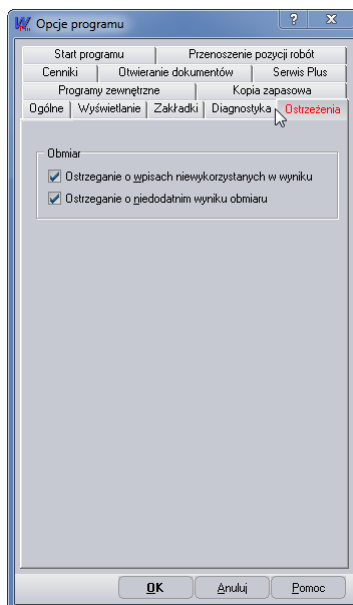 Opcje programu
Start programu Przenoszenie pozycji robót
Cenniki Otwieranie dokumentów Serwis Plus
Programy zewnętrzne Kopia zapasowa
Ogólne Wyświetlanie Zakładki Diagnostyka Ostrzeżenia
Obmiar
Ostrzeganie o wpisach niewykorzystanych w wyniku
Ostrzeganie o niedodatnim wyniku obmiaru
OK Anuluj Pomoc